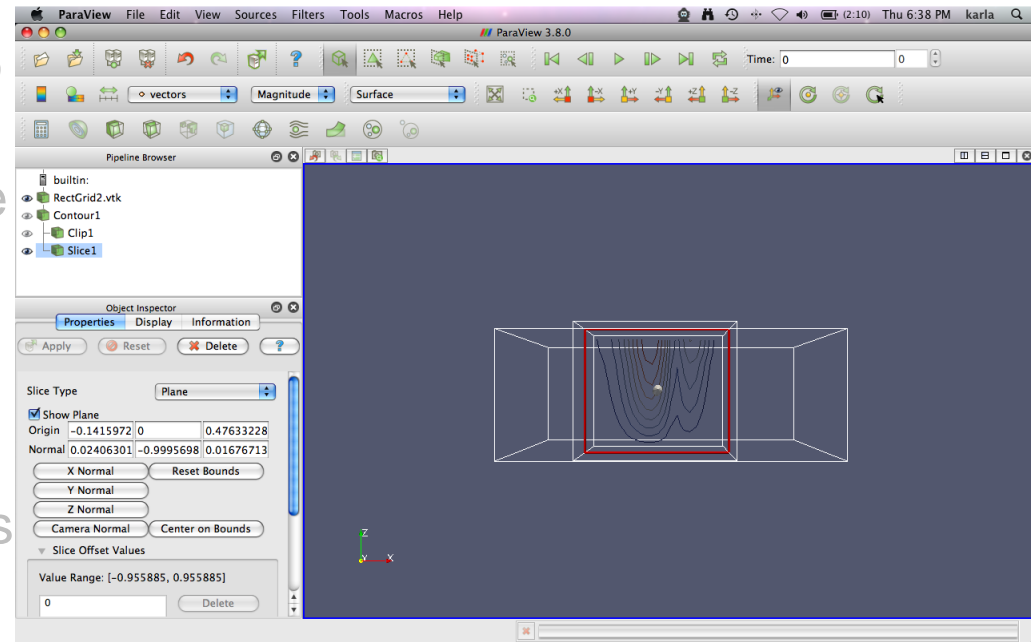 ParaView File Edit View Sources Filters Tools Macros Help (2:10) Thu 6:38 PM karla
ParaView 3.8.0
? Time: 0 0
vectors Magnitude Surface +X -X +Y -Y +Z -Z
Pipeline Browser
builtin:
RectGrid2.vtk
Contour1
Clip1
Slice1
Object Inspector
Properties Display Information
Apply Reset Delete ?
Slice Type Plane
Show Plane
Origin -0.1415972 0 0.47633228
Normal 0.02406301 -0.9995698 0.01676713
X Normal Reset Bounds
Y Normal
Z Normal
Camera Normal Center on Bounds
Slice Offset Values
Value Range: [-0.955885, 0.955885]
0 Delete
Z
Y X
e
s